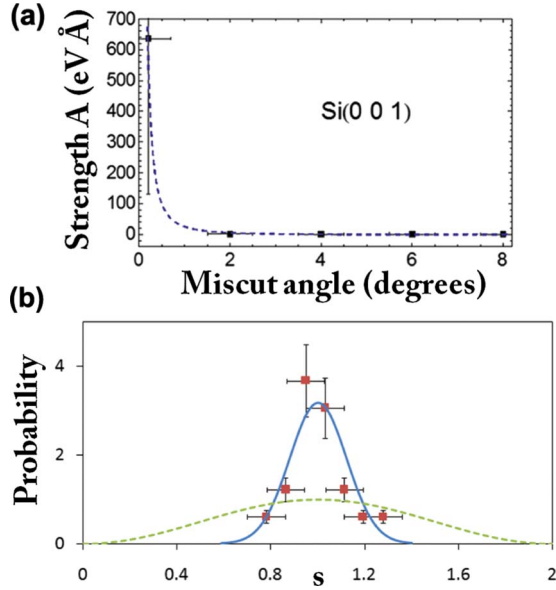 (a)
700
600
500
400
300
200
100
0
Strength A (eV Å)
Si(0 0 1)
0 2 4 6 8
Miscut angle (degrees)
(b)
4
2
0
Probability
0 0.4 0.8 1.2 1.6 2
s